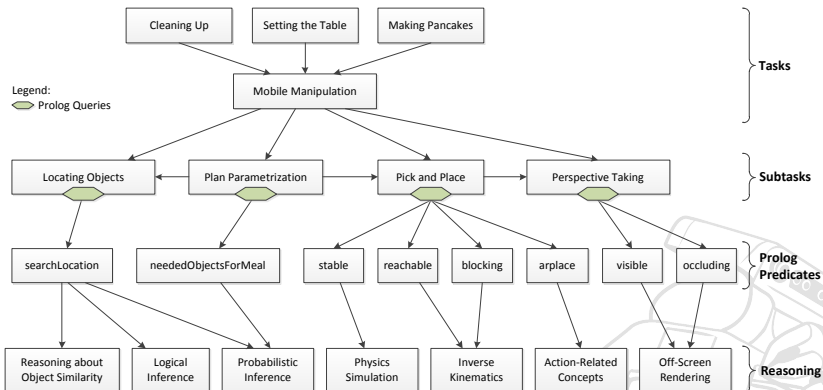 Cleaning Up
Setting the Table
Making Pancakes
Tasks
Legend:
Prolog Queries
Mobile Manipulation
Locating Objects
Plan Parametrization
Pick and Place
Perspective Taking
Subtasks
searchLocation
neededObjectsForMeal
stable
reachable
blocking
arplace
visible
occluding
Prolog
Predicates
Reasoning about
Object Similarity
Logical
Inference
Probabilistic
Inference
Physics
Simulation
Inverse
Kinematics
Action-Related
Concepts
Off-Screen
Rendering
Reasoning